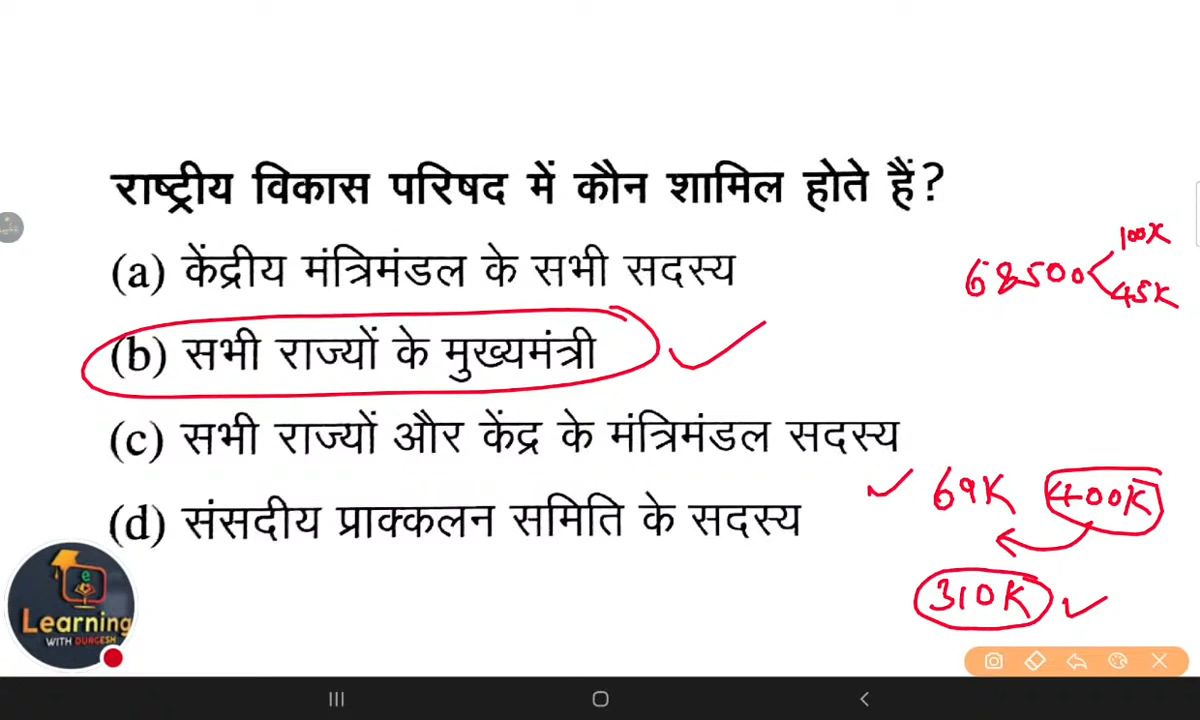 राष्ट्रीय विकास परिषद में कौन शामिल होते हैं?
(a) केंद्रीय मंत्रिमंडल के सभी सदस्य
100K
68500
45K
(b) सभी राज्यों के मुख्यमंत्री
(c) सभी राज्यों और केंद्र के मंत्रिमंडल सदस्य
69K 400K
(d) संसदीय प्राक्कलन समिति के सदस्य
310K
e
Learning
WITH DURGESH